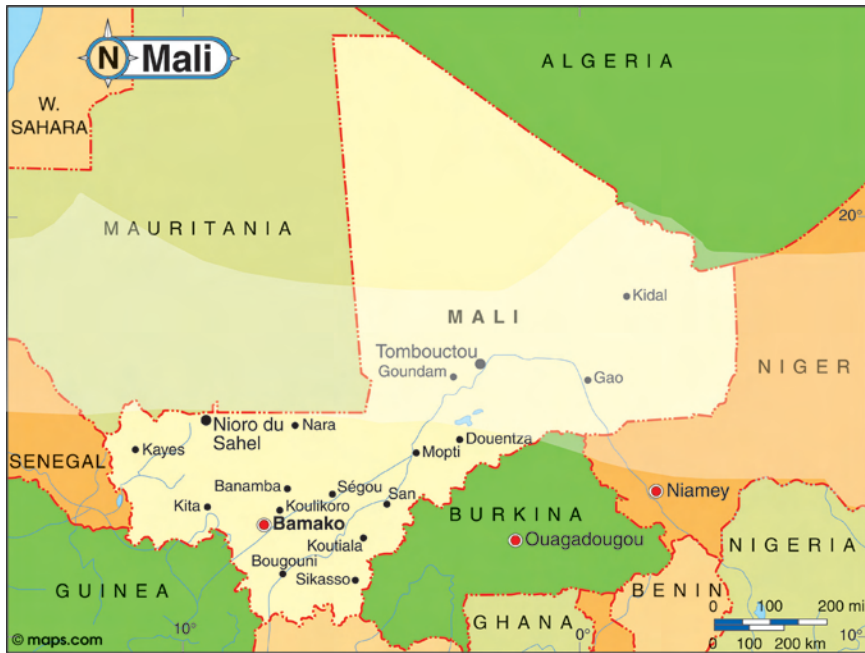 N Mali
ALGERIA
W.
SAHARA
20°
MAURITANIA
Kidal
MALI
Tombouctou
Goundam
Gao
NIGER
Nioro du
Sahel
Nara
Kayes
Douentza
Mopti
SENEGAL
Banamba
Ségou
San
Niamey
Kita
Koulikoro
Bamako
BURKINA
Koutiala
Ouagadougou
NIGERIA
Bougouni
Sikasso
GUINEA
BENIN
GHANA
0 100 200 mi
0 100 200 km
© maps.com
10°
0°
10°